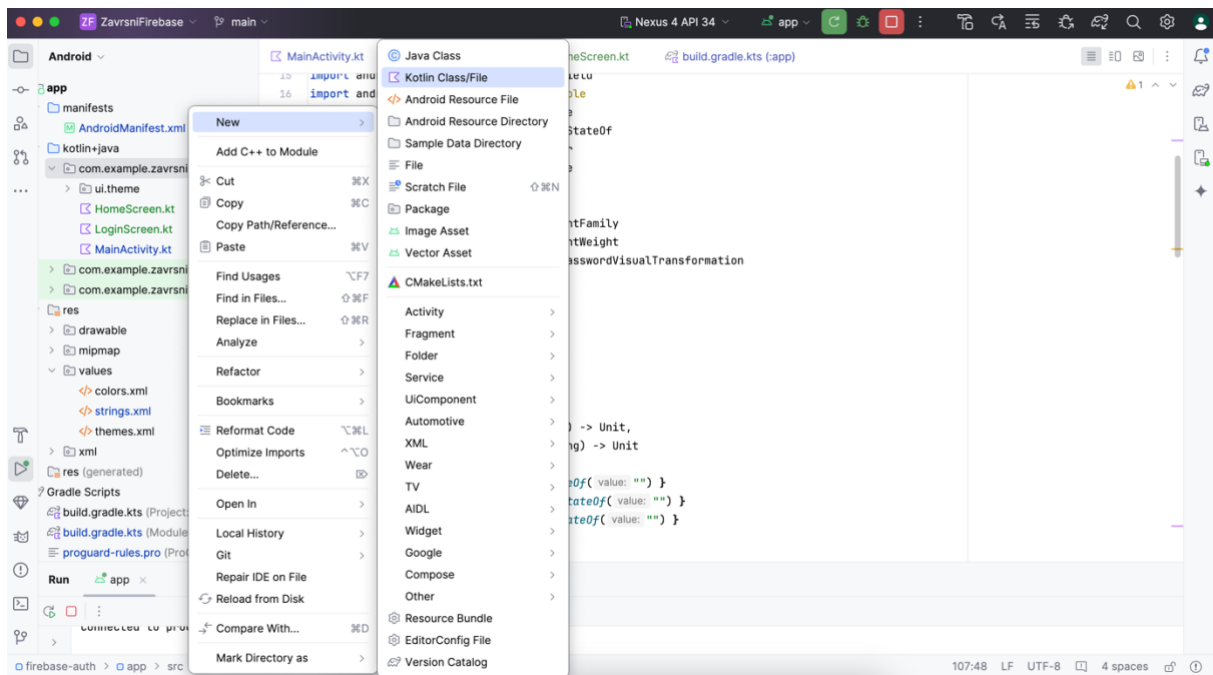 ZF ZavrsniFirebase main Nexus 4 API 34 app
Android
app
manifests
AndroidManifest.xml
kotlin+java
com.example.zavrsni
ui.theme
HomeScreen.kt
LoginScreen.kt
MainActivity.kt
com.example.zavrsni
com.example.zavrsni
res
drawable
mipmap
values
colors.xml
strings.xml
themes.xml
xml
res (generated)
Gradle Scripts
build.gradle.kts (Project:
build.gradle.kts (Module
proguard-rules.pro (Pro
MainActivity.kt
neScreen.kt
build.gradle.kts (:app)
15 import and
16 import and
1
New
Add C++ to Module
Cut ⌘X
Copy ⌘C
Copy Path/Reference...
Paste ⌘V
Find Usages ⌥F7
Find in Files... ⇧⌘F
Replace in Files... ⇧⌘R
Analyze
Refactor
Bookmarks
Reformat Code ⌥⌘L
Optimize Imports ^⌥O
Delete... ⌦
Open In
Local History
Git
Repair IDE on File
Reload from Disk
Compare With... ⌘D
Mark Directory as
Java Class
Kotlin Class/File
Android Resource File
Android Resource Directory
Sample Data Directory
File
Scratch File ⇧⌘N
Package
Image Asset
Vector Asset
CMakeLists.txt
Activity
Fragment
Folder
Service
UiComponent
Automotive
XML
Wear
TV
AIDL
Widget
Google
Compose
Other
Resource Bundle
EditorConfig File
Version Catalog
ble
e
StateOf
e
ntFamily
ntWeight
asswordVisualTransformation
) -> Unit,
ng) -> Unit
eOf( value: "") }
tateOf( value: "") }
ateOf( value: "") }
Run app
firebase-auth > app > src
107:48 LF UTF-8 4 spaces